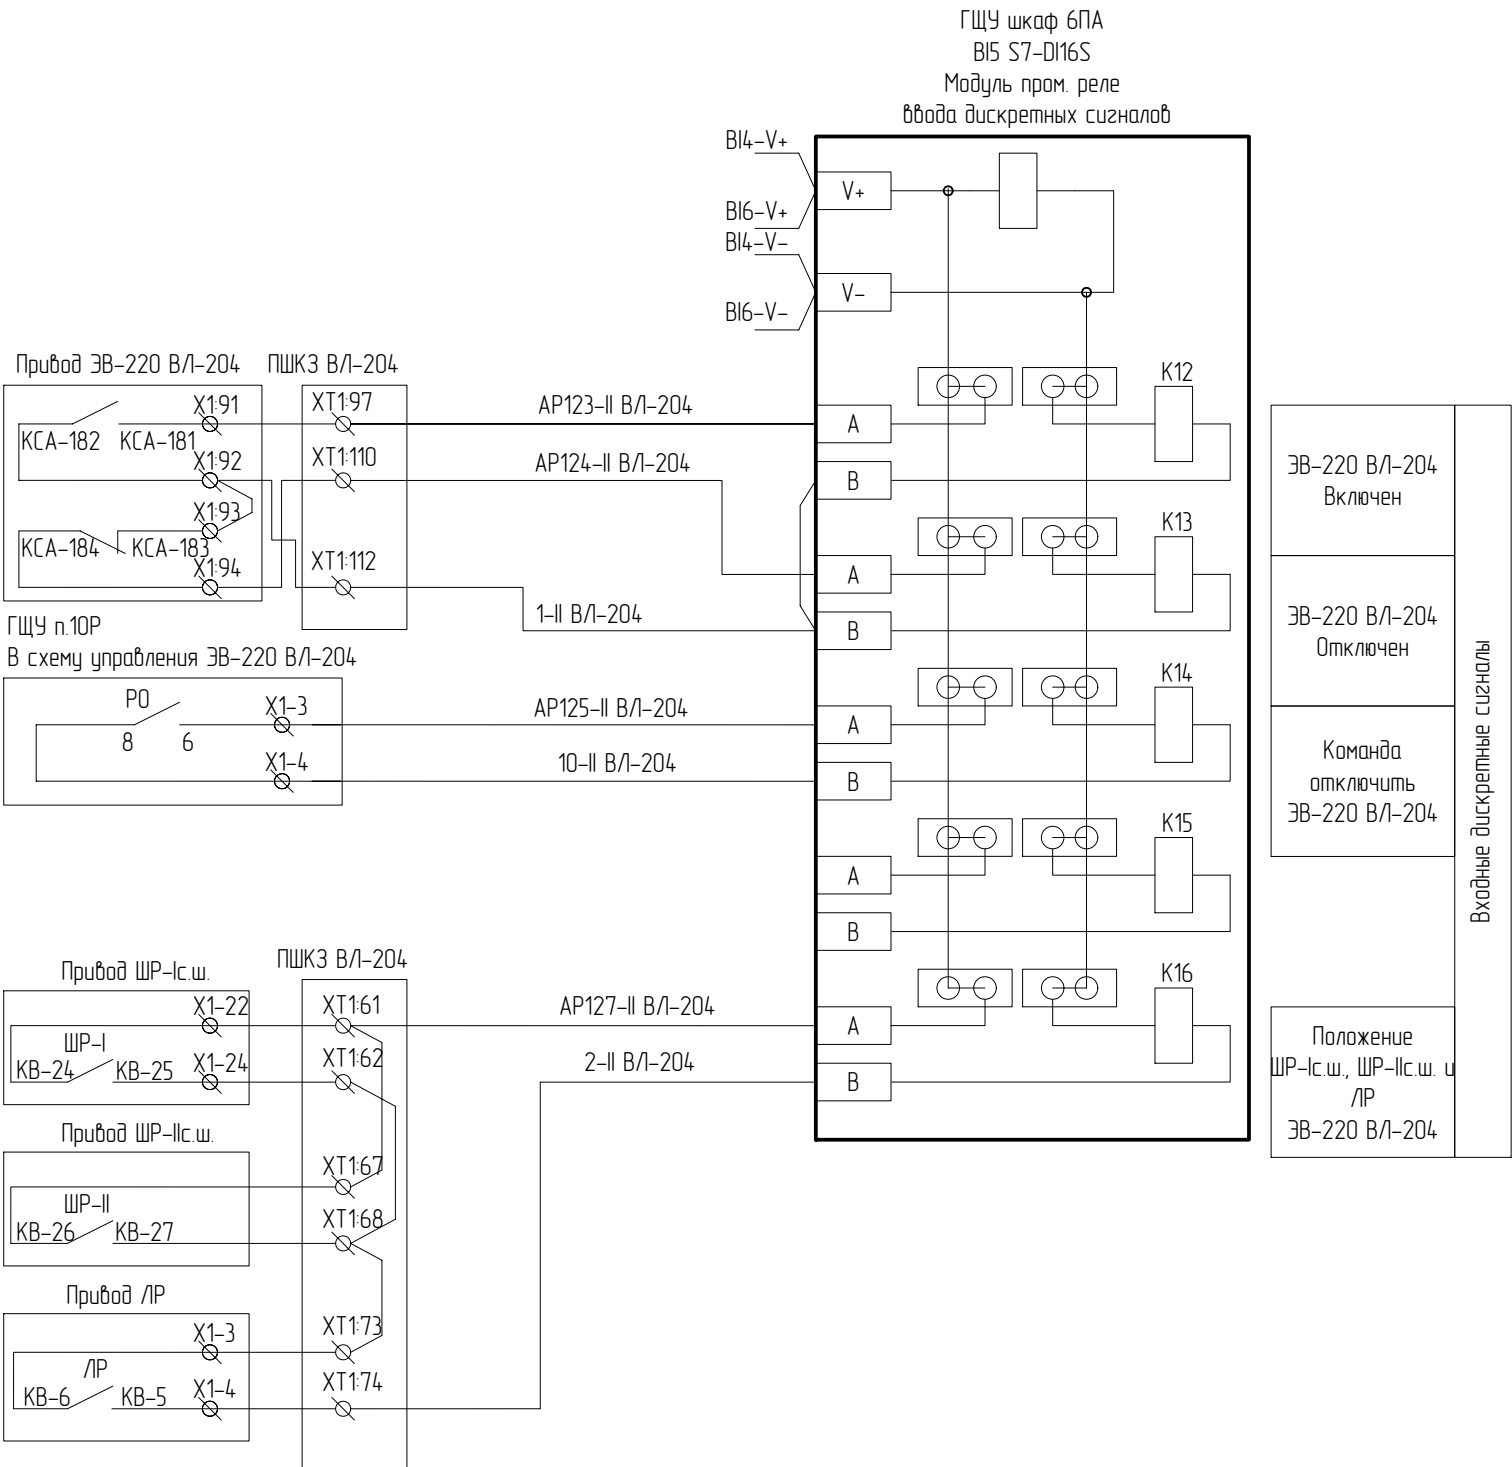 ГЩУ шкаф 6ПА
BI5 S7-DI16S
Модуль пром. реле
ввода дискретных сигналов
BI4-V+
V+
BI6-V+
BI4-V-
V-
BI6-V-
Привод ЭВ-220 ВЛ-204
ПШКЗ ВЛ-204
КСА-182
КСА-181
X1:91
X1:92
X1:93
КСА-184
КСА-183
X1:94
XT1:97
XT1:110
XT1:112
АР123-II ВЛ-204
АР124-II ВЛ-204
1-II ВЛ-204
A
B
K12
A
B
K13
ГЩУ п.10Р
В схему управления ЭВ-220 ВЛ-204
РО
8
6
X1-3
X1-4
АР125-II ВЛ-204
10-II ВЛ-204
A
B
K14
A
B
K15
Привод ШР-Iс.ш.
ПШКЗ ВЛ-204
X1-22
ШР-I
КВ-24
КВ-25
X1-24
XT1:61
XT1:62
АР127-II ВЛ-204
2-II ВЛ-204
A
B
K16
Привод ШР-IIс.ш.
ШР-II
КВ-26
КВ-27
XT1:67
XT1:68
Привод ЛР
X1-3
ЛР
КВ-6
КВ-5
X1-4
XT1:73
XT1:74
ЭВ-220 ВЛ-204
Включен
ЭВ-220 ВЛ-204
Отключен
Команда
отключить
ЭВ-220 ВЛ-204
Положение
ШР-Iс.ш., ШР-IIс.ш. и
ЛР
ЭВ-220 ВЛ-204
Входные дискретные сигналы